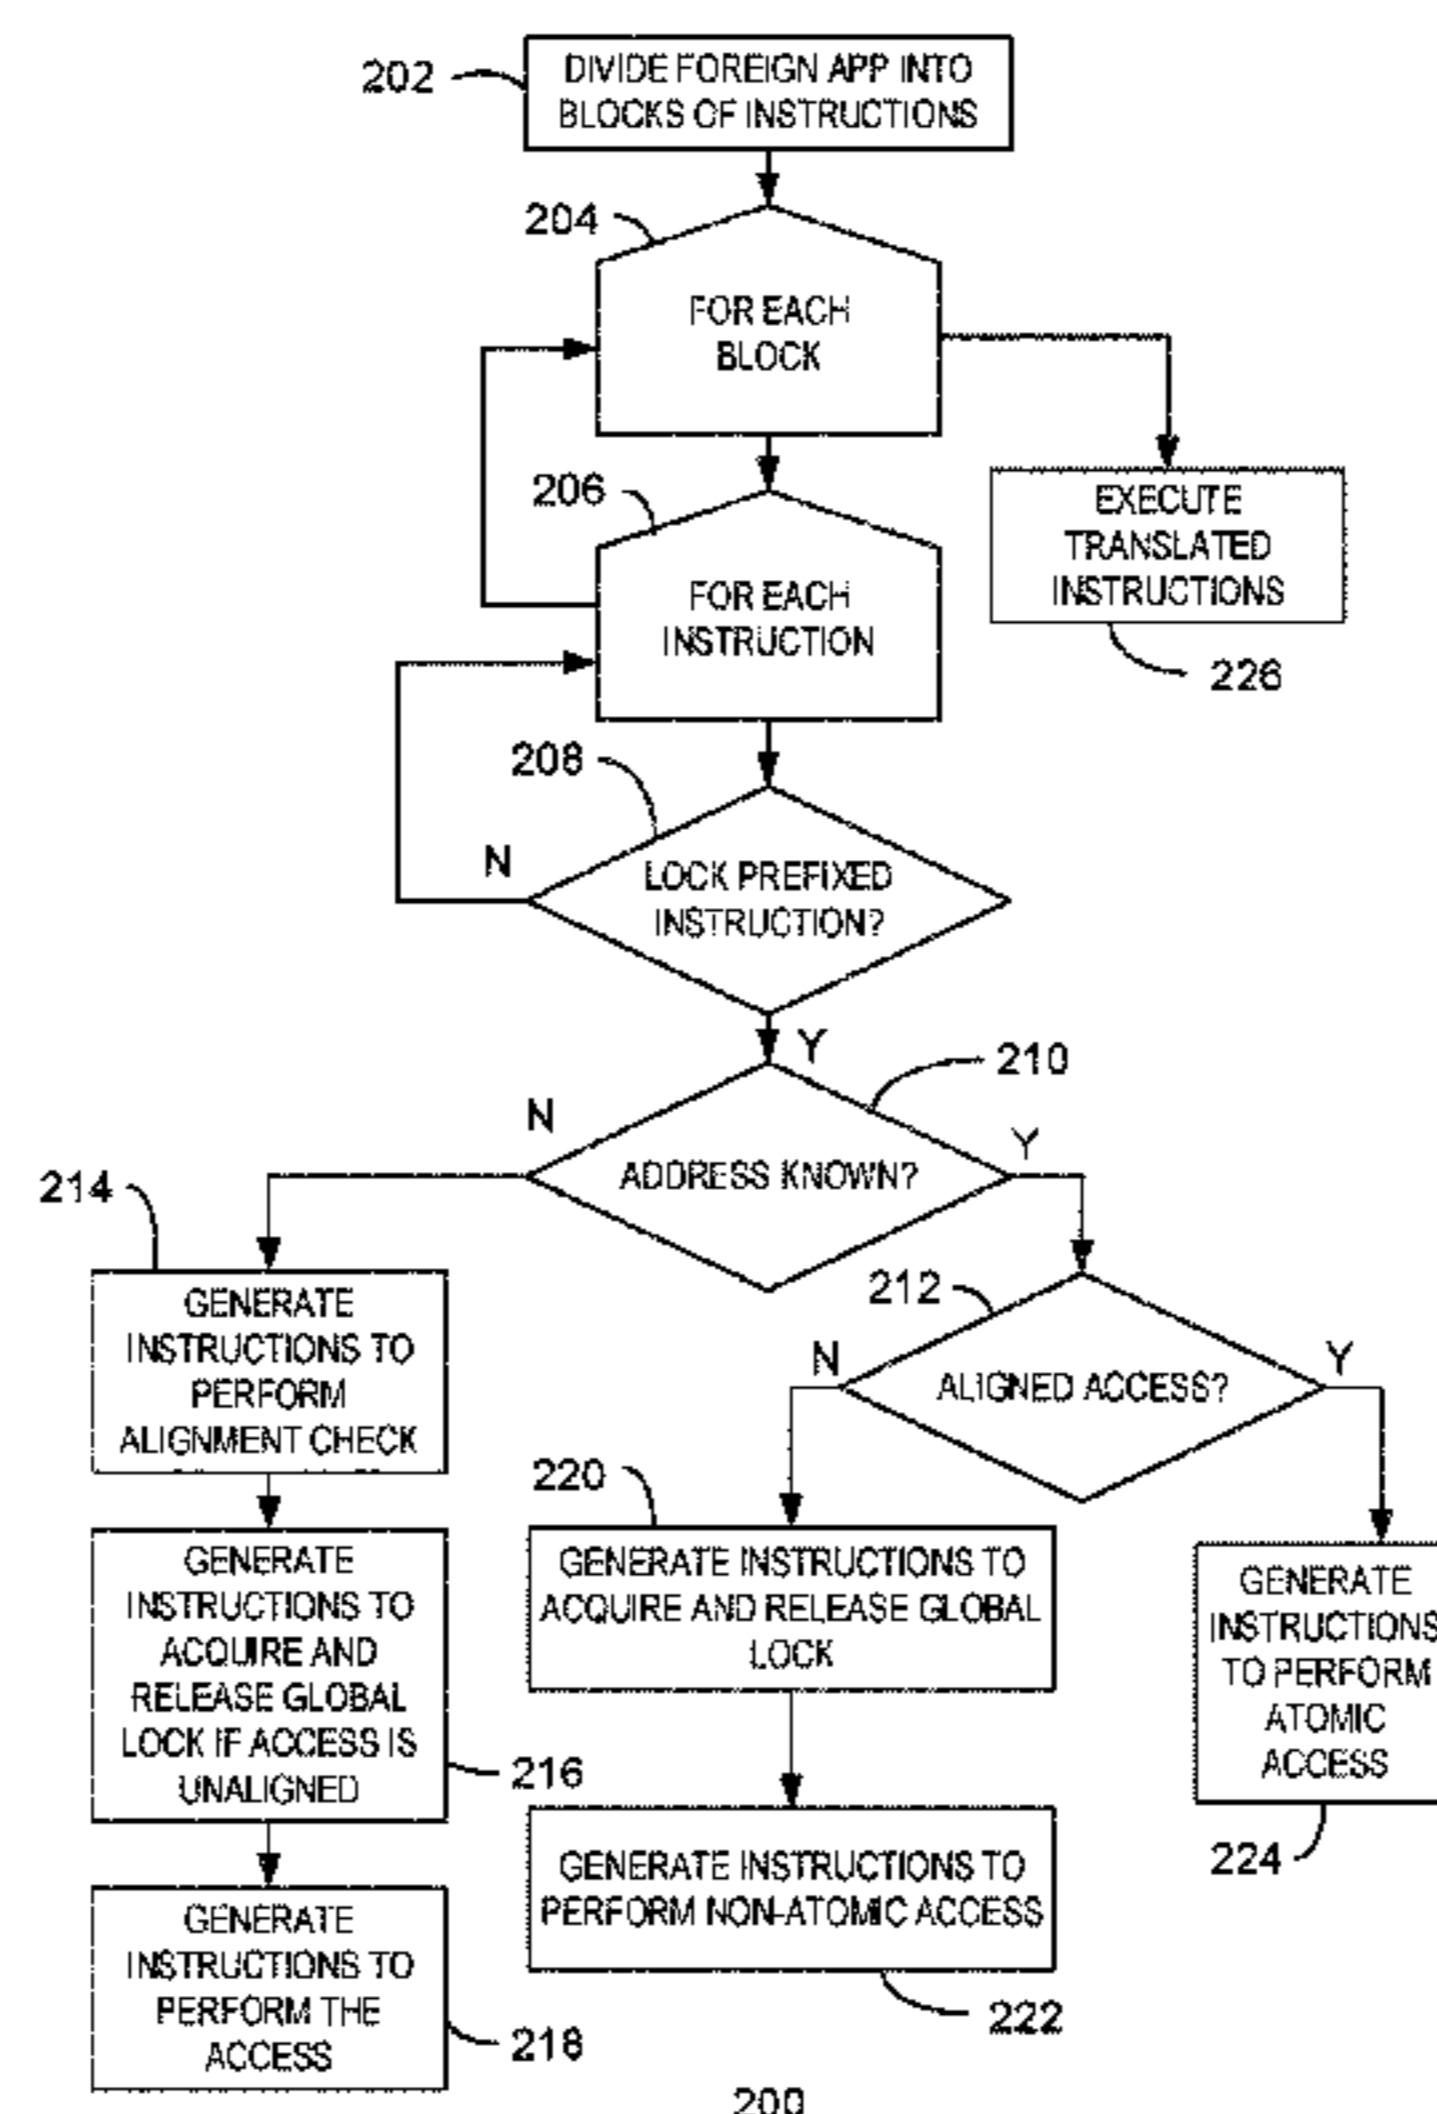 202
DIVIDE FOREIGN APP INTO
BLOCKS OF INSTRUCTIONS
204
FOR EACH
BLOCK
206
EXECUTE
TRANSLATED
INSTRUCTIONS
226
FOR EACH
INSTRUCTION
208
N
LOCK PREFIXED
INSTRUCTION?
Y
210
N
Y
ADDRESS KNOWN?
214
212
GENERATE
INSTRUCTIONS TO
PERFORM
ALIGNMENT CHECK
N
Y
ALIGNED ACCESS?
220
GENERATE
INSTRUCTIONS TO
ACQUIRE AND
RELEASE GLOBAL
LOCK IF ACCESS IS
UNALIGNED
216
GENERATE INSTRUCTIONS TO
ACQUIRE AND RELEASE GLOBAL
LOCK
GENERATE
INSTRUCTIONS
TO PERFORM
ATOMIC
ACCESS
224
GENERATE
INSTRUCTIONS TO
PERFORM THE
ACCESS
218
GENERATE INSTRUCTIONS TO
PERFORM NON-ATOMIC ACCESS
222
200